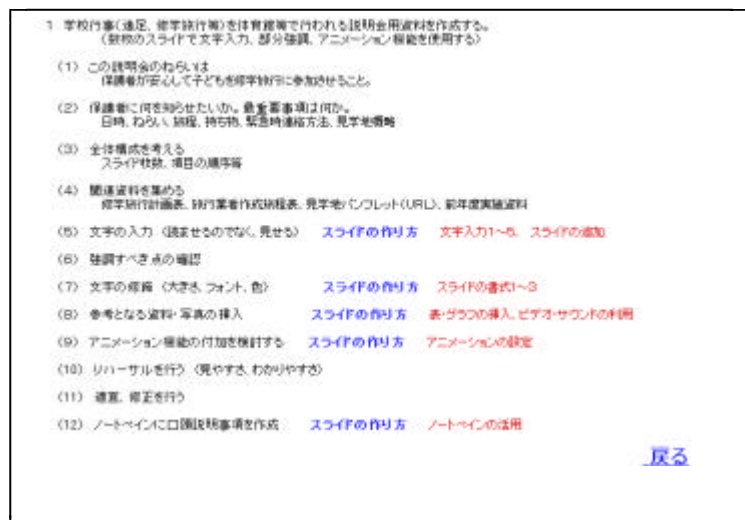 1 学校行事(遠足、修学旅行等)を体育館等で行われる説明会用資料を作成する。
(数枚のスライドで文字入力、部分強調、アニメーション機能を使用する)
(1) この説明会のねらいは
保護者が安心して子どもを修学旅行に参加させること。
(2) 保護者に何を知らせたいか。最重要事項は何か。
日時、ねらい、旅程、持ち物、緊急時連絡方法、見学地概略
(3) 全体構成を考える
スライド枚数、項目の順序等
(4) 関連資料を集める
修学旅行計画表、旅行業者作成旅程表、見学地パンフレット(URL)、前年度実施資料
(5) 文字の入力 (読ませるのでなく、見せる) スライドの作り方 文字入力1~5、スライドの追加
(6) 強調すべき点の確認
(7) 文字の修飾 (大きさ、フォント、色) スライドの作り方 スライドの書式1~3
(8) 参考となる資料・写真の挿入 スライドの作り方 表・グラフの挿入、ビデオ・サウンドの利用
(9) アニメーション機能の付加を検討する スライドの作り方 アニメーションの設定
(10) リハーサルを行う (見やすさ、わかりやすさ)
(11) 適宜、修正を行う
(12) ノートペインに口頭説明事項を作成 スライドの作り方 ノートペインの活用
戻る